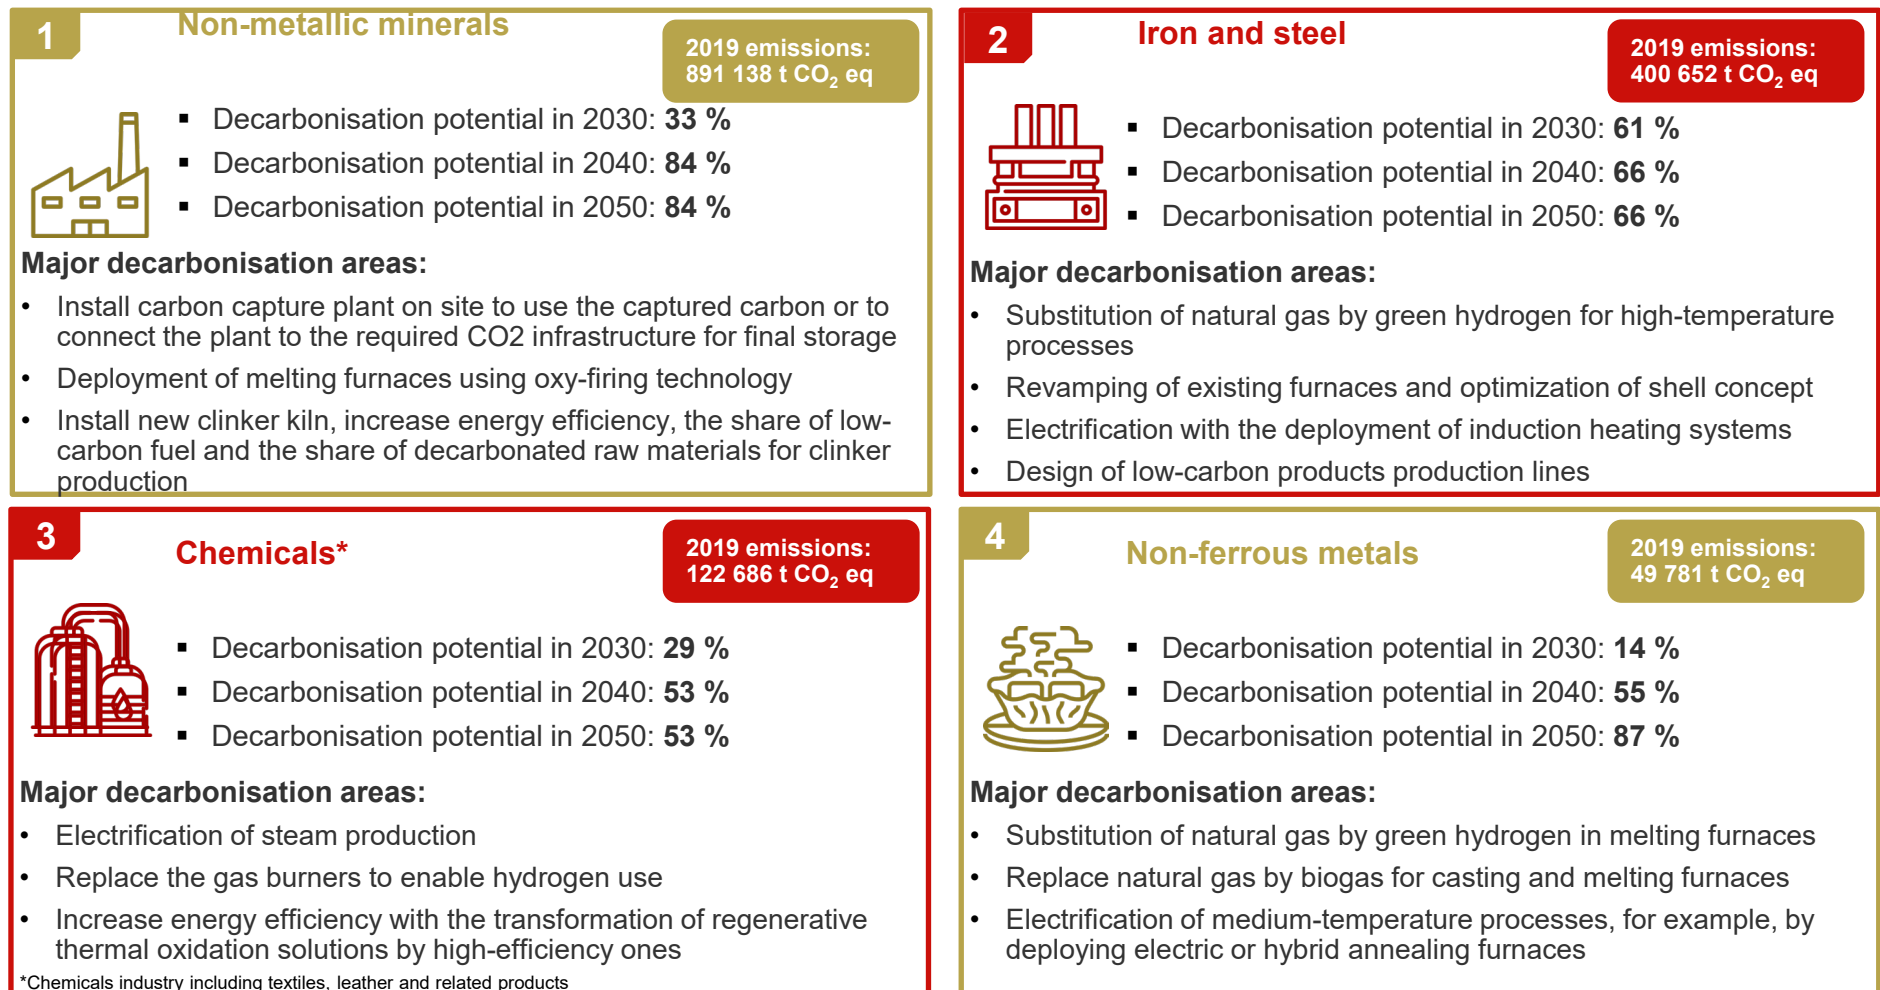 1
Non-metallic minerals
2019 emissions:
891 138 t CO2 eq
▪ Decarbonisation potential in 2030: 33 %
▪ Decarbonisation potential in 2040: 84 %
▪ Decarbonisation potential in 2050: 84 %
Major decarbonisation areas:
• Install carbon capture plant on site to use the captured carbon or to
connect the plant to the required CO2 infrastructure for final storage
• Deployment of melting furnaces using oxy-firing technology
• Install new clinker kiln, increase energy efficiency, the share of low-
carbon fuel and the share of decarbonated raw materials for clinker
production
2
Iron and steel
2019 emissions:
400 652 t CO2 eq
▪ Decarbonisation potential in 2030: 61 %
▪ Decarbonisation potential in 2040: 66 %
▪ Decarbonisation potential in 2050: 66 %
Major decarbonisation areas:
• Substitution of natural gas by green hydrogen for high-temperature
processes
• Revamping of existing furnaces and optimization of shell concept
• Electrification with the deployment of induction heating systems
• Design of low-carbon products production lines
3
Chemicals*
2019 emissions:
122 686 t CO2 eq
▪ Decarbonisation potential in 2030: 29 %
▪ Decarbonisation potential in 2040: 53 %
▪ Decarbonisation potential in 2050: 53 %
Major decarbonisation areas:
• Electrification of steam production
• Replace the gas burners to enable hydrogen use
• Increase energy efficiency with the transformation of regenerative
thermal oxidation solutions by high-efficiency ones
*Chemicals industry including textiles, leather and related products
4
Non-ferrous metals
2019 emissions:
49 781 t CO2 eq
▪ Decarbonisation potential in 2030: 14 %
▪ Decarbonisation potential in 2040: 55 %
▪ Decarbonisation potential in 2050: 87 %
Major decarbonisation areas:
• Substitution of natural gas by green hydrogen in melting furnaces
• Replace natural gas by biogas for casting and melting furnaces
• Electrification of medium-temperature processes, for example, by
deploying electric or hybrid annealing furnaces